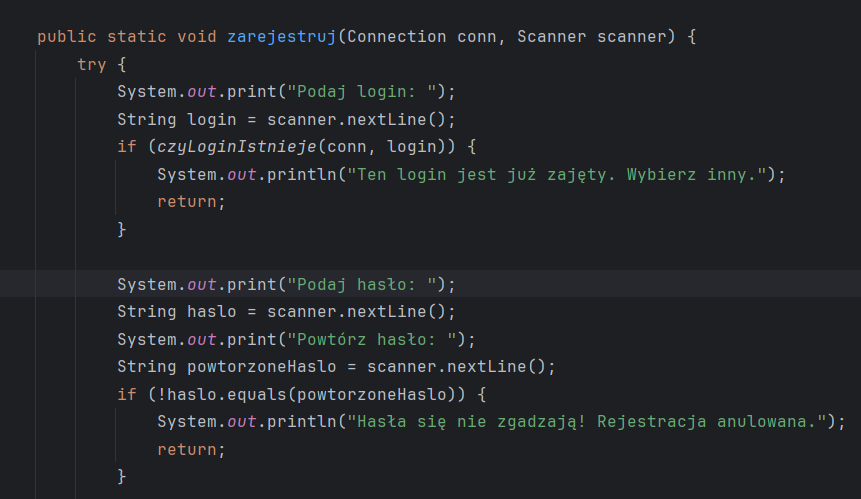 public static void zarejestruj(Connection conn, Scanner scanner) {
try {
System.out.print("Podaj login: ");
String login = scanner.nextLine();
if (czyLoginIstnieje(conn, login)) {
System.out.println("Ten login jest już zajęty. Wybierz inny.");
return;
}
System.out.print("Podaj hasło: ");
String haslo = scanner.nextLine();
System.out.print("Powtórz hasło: ");
String powtorzoneHaslo = scanner.nextLine();
if (!haslo.equals(powtorzoneHaslo)) {
System.out.println("Hasła się nie zgadzają! Rejestracja anulowana.");
return;
}